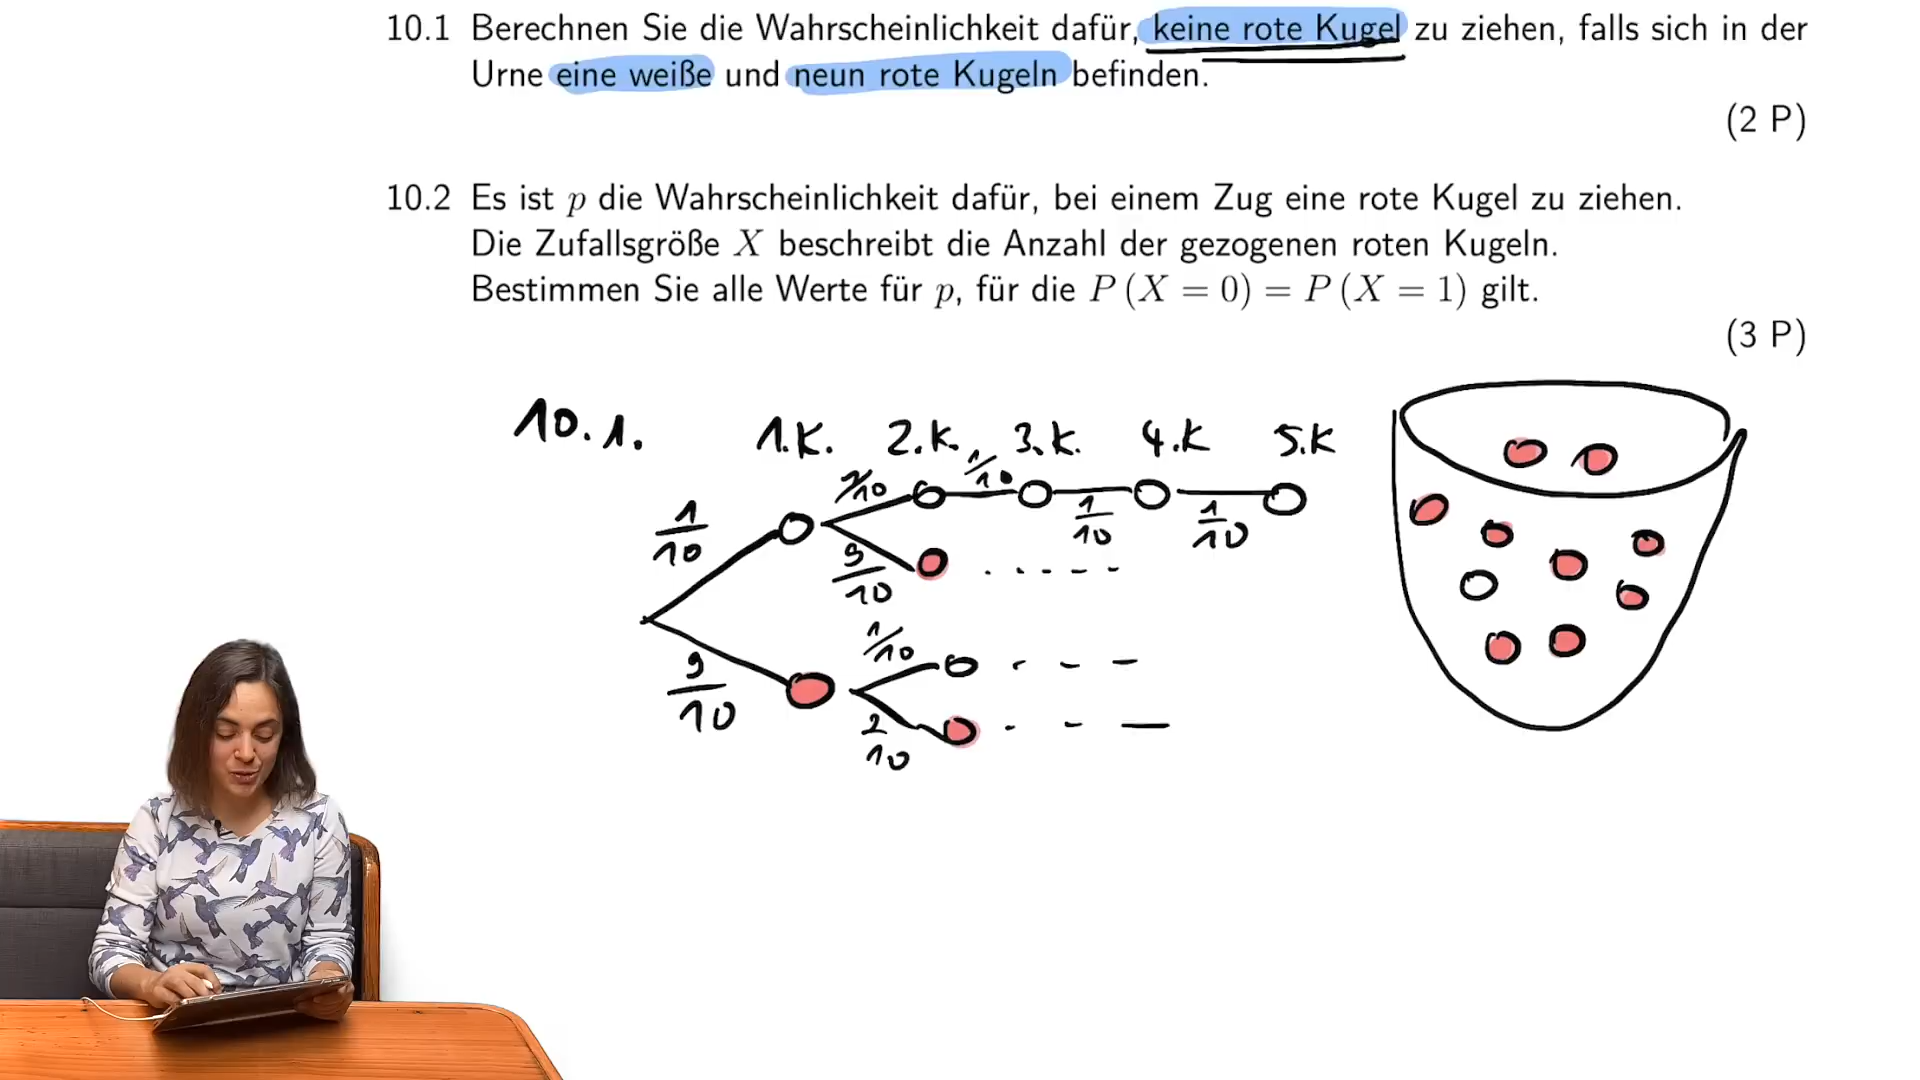 10.1 Berechnen Sie die Wahrscheinlichkeit dafür, keine rote Kugel zu ziehen, falls sich in der
Urne eine weiße und neun rote Kugeln befinden.
(2 P)
10.2 Es ist p die Wahrscheinlichkeit dafür, bei einem Zug eine rote Kugel zu ziehen.
Die Zufallsgröße X beschreibt die Anzahl der gezogenen roten Kugeln.
Bestimmen Sie alle Werte für p, für die P (X = 0) = P (X = 1) gilt.
(3 P)
10.1.
1.K. 2.K. 3.K. 4.K 5.K
1/10 1/10 1/10 1/10 1/10
9/10
1/10
9/10